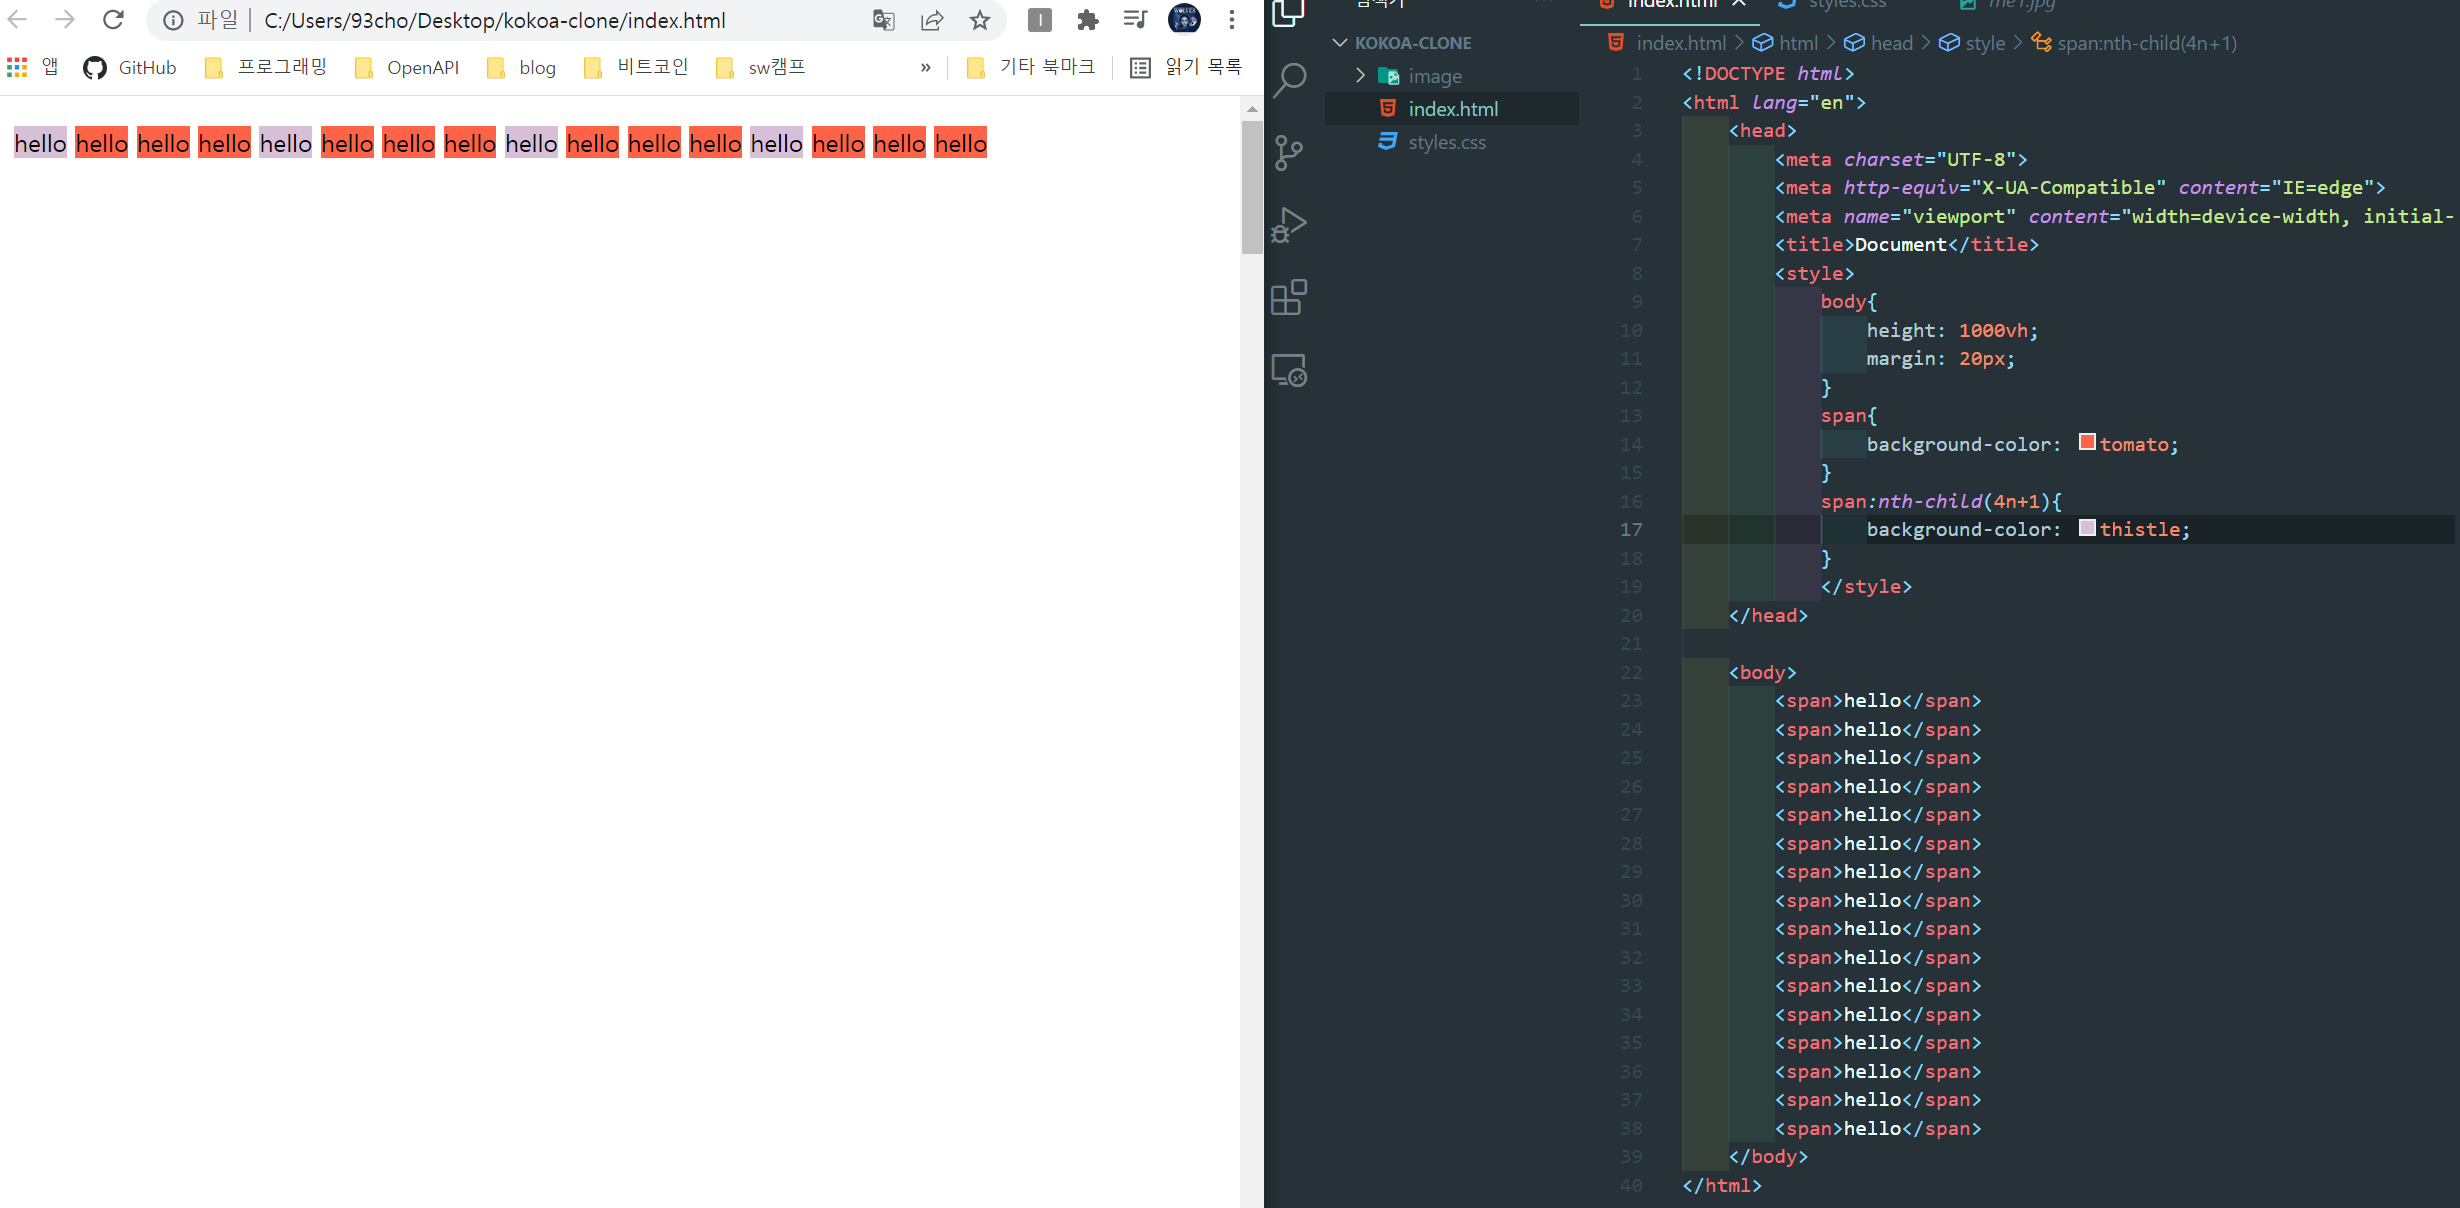 파일 C:/Users/93cho/Desktop/kokoa-clone/index.html
앱 GitHub 프로그래밍 OpenAPI blog 비트코인 sw캠프 » 기타 북마크 읽기 목록
hello hello hello hello hello hello hello hello hello hello hello hello hello hello hello hello
index.html styles.css me1.jpg
KOKOA-CLONE
image
index.html
styles.css
index.html > html > head > style > span:nth-child(4n+1)
1 <!DOCTYPE html>
2 <html lang="en">
3 <head>
4 <meta charset="UTF-8">
5 <meta http-equiv="X-UA-Compatible" content="IE=edge">
6 <meta name="viewport" content="width=device-width, initial-
7 <title>Document</title>
8 <style>
9 body{
10 height: 1000vh;
11 margin: 20px;
12 }
13 span{
14 background-color: tomato;
15 }
16 span:nth-child(4n+1){
17 background-color: thistle;
18 }
19 </style>
20 </head>
21
22 <body>
23 <span>hello</span>
24 <span>hello</span>
25 <span>hello</span>
26 <span>hello</span>
27 <span>hello</span>
28 <span>hello</span>
29 <span>hello</span>
30 <span>hello</span>
31 <span>hello</span>
32 <span>hello</span>
33 <span>hello</span>
34 <span>hello</span>
35 <span>hello</span>
36 <span>hello</span>
37 <span>hello</span>
38 <span>hello</span>
39 </body>
40 </html>